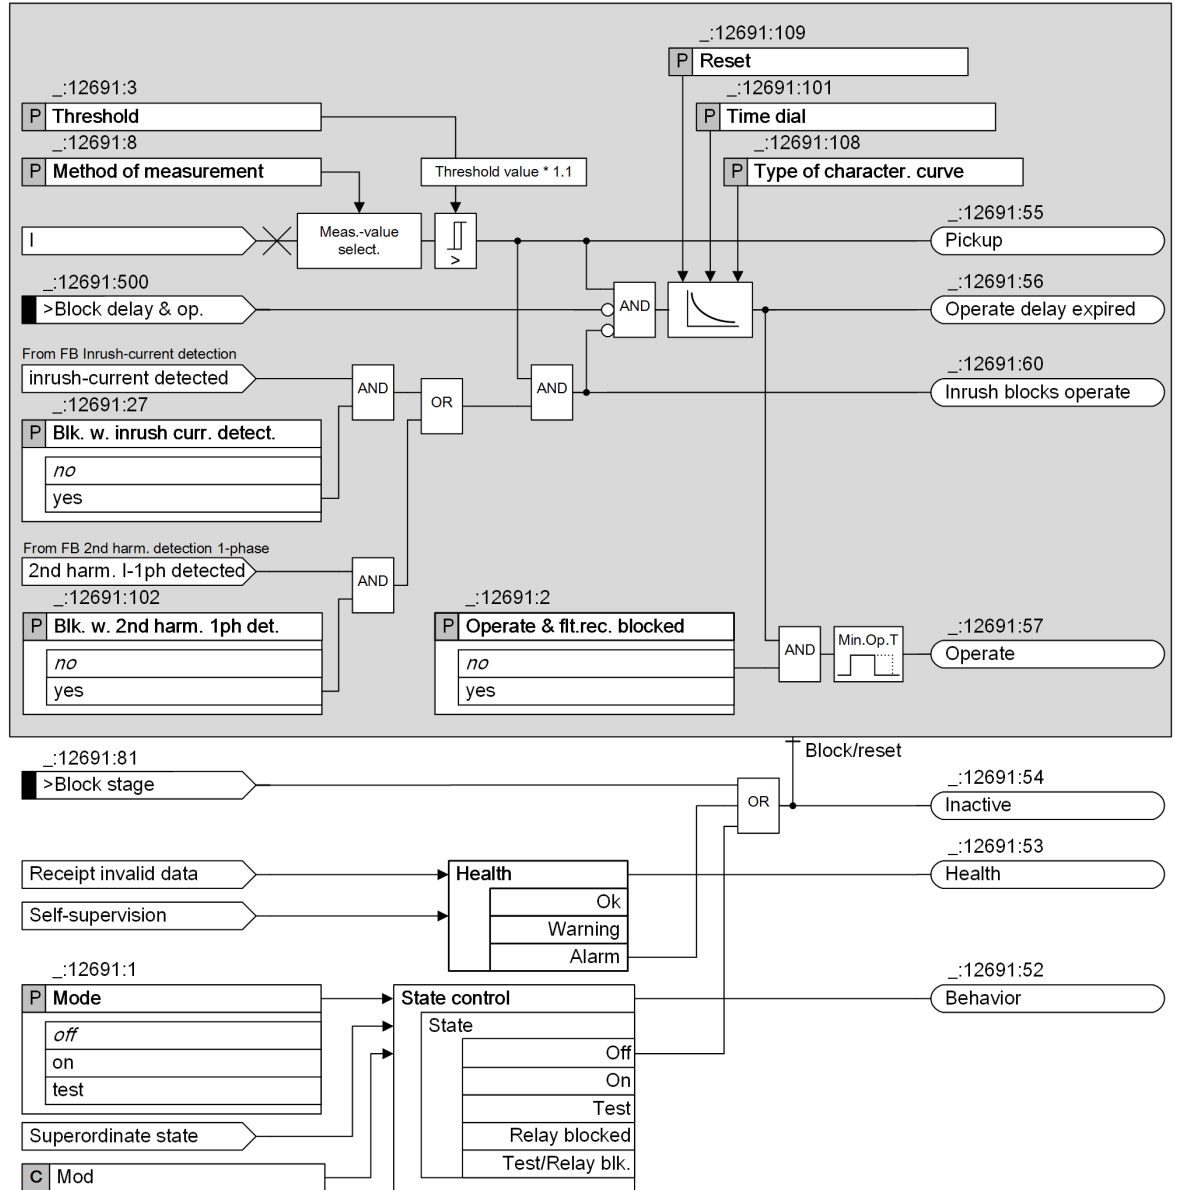 _:12691:109
P Reset
_:12691:3
_:12691:101
P Threshold
P Time dial
_:12691:8
_:12691:108
P Method of measurement
Threshold value * 1.1
P Type of character. curve
_:12691:55
I
Meas.-value
select.
>
Pickup
_:12691:500
_:12691:56
>Block delay & op.
AND
Operate delay expired
From FB Inrush-current detection
_:12691:60
inrush-current detected
AND
OR
AND
Inrush blocks operate
_:12691:27
P Blk. w. inrush curr. detect.
no
yes
From FB 2nd harm. detection 1-phase
2nd harm. I-1ph detected
AND
_:12691:102
_:12691:2
_:12691:57
P Blk. w. 2nd harm. 1ph det.
P Operate & flt.rec. blocked
AND
Min.Op.T
Operate
no
yes
no
yes
Block/reset
_:12691:81
>Block stage
_:12691:54
OR
Inactive
_:12691:53
Receipt invalid data
Health
Health
Self-supervision
Ok
Warning
Alarm
_:12691:1
_:12691:52
P Mode
State control
Behavior
off
on
test
State
Off
On
Test
Relay blocked
Test/Relay blk.
Superordinate state
C Mod